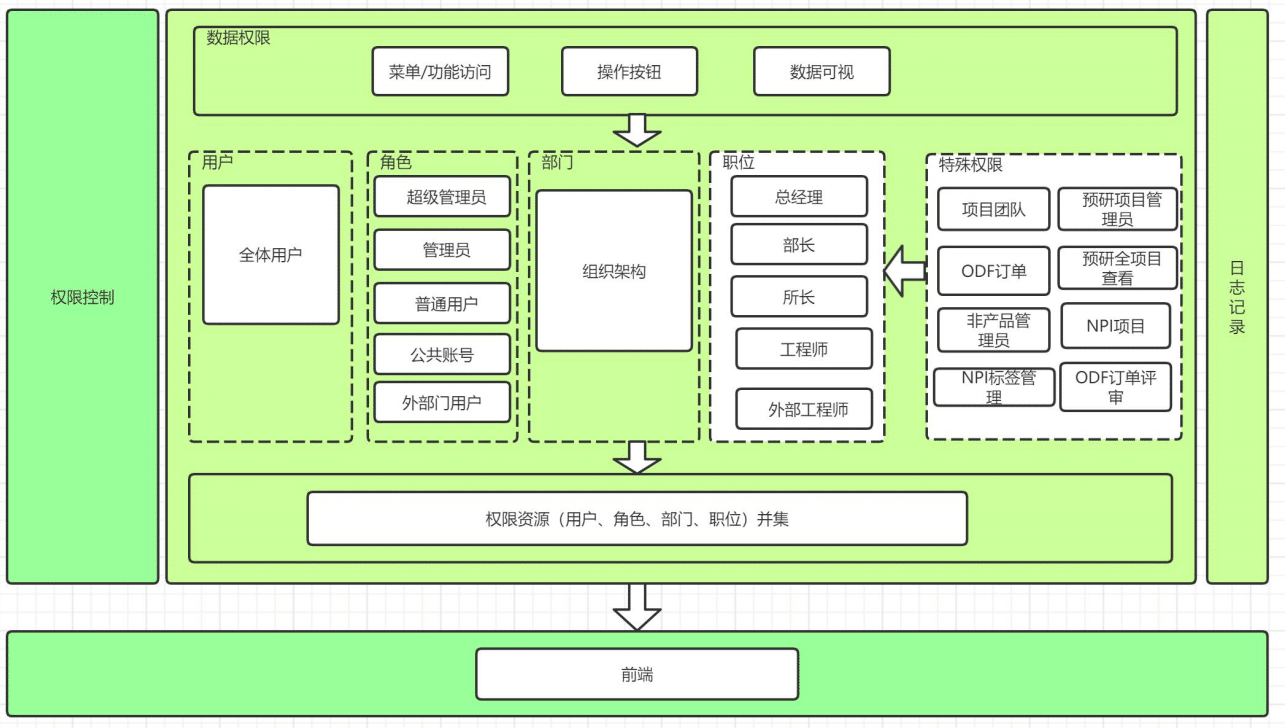 权限控制
数据权限
菜单/功能访问
操作按钮
数据可视
用户
全体用户
角色
超级管理员
管理员
普通用户
公共账号
外部门用户
部门
组织架构
职位
总经理
部长
所长
工程师
外部工程师
特殊权限
项目团队
预研项目管
理员
ODF订单
预研全项目
查看
非产品管
理员
NPI项目
NPI标签管
理
ODF订单评
审
权限资源（用户、角色、部门、职位）并集
日
志
记
录
前端